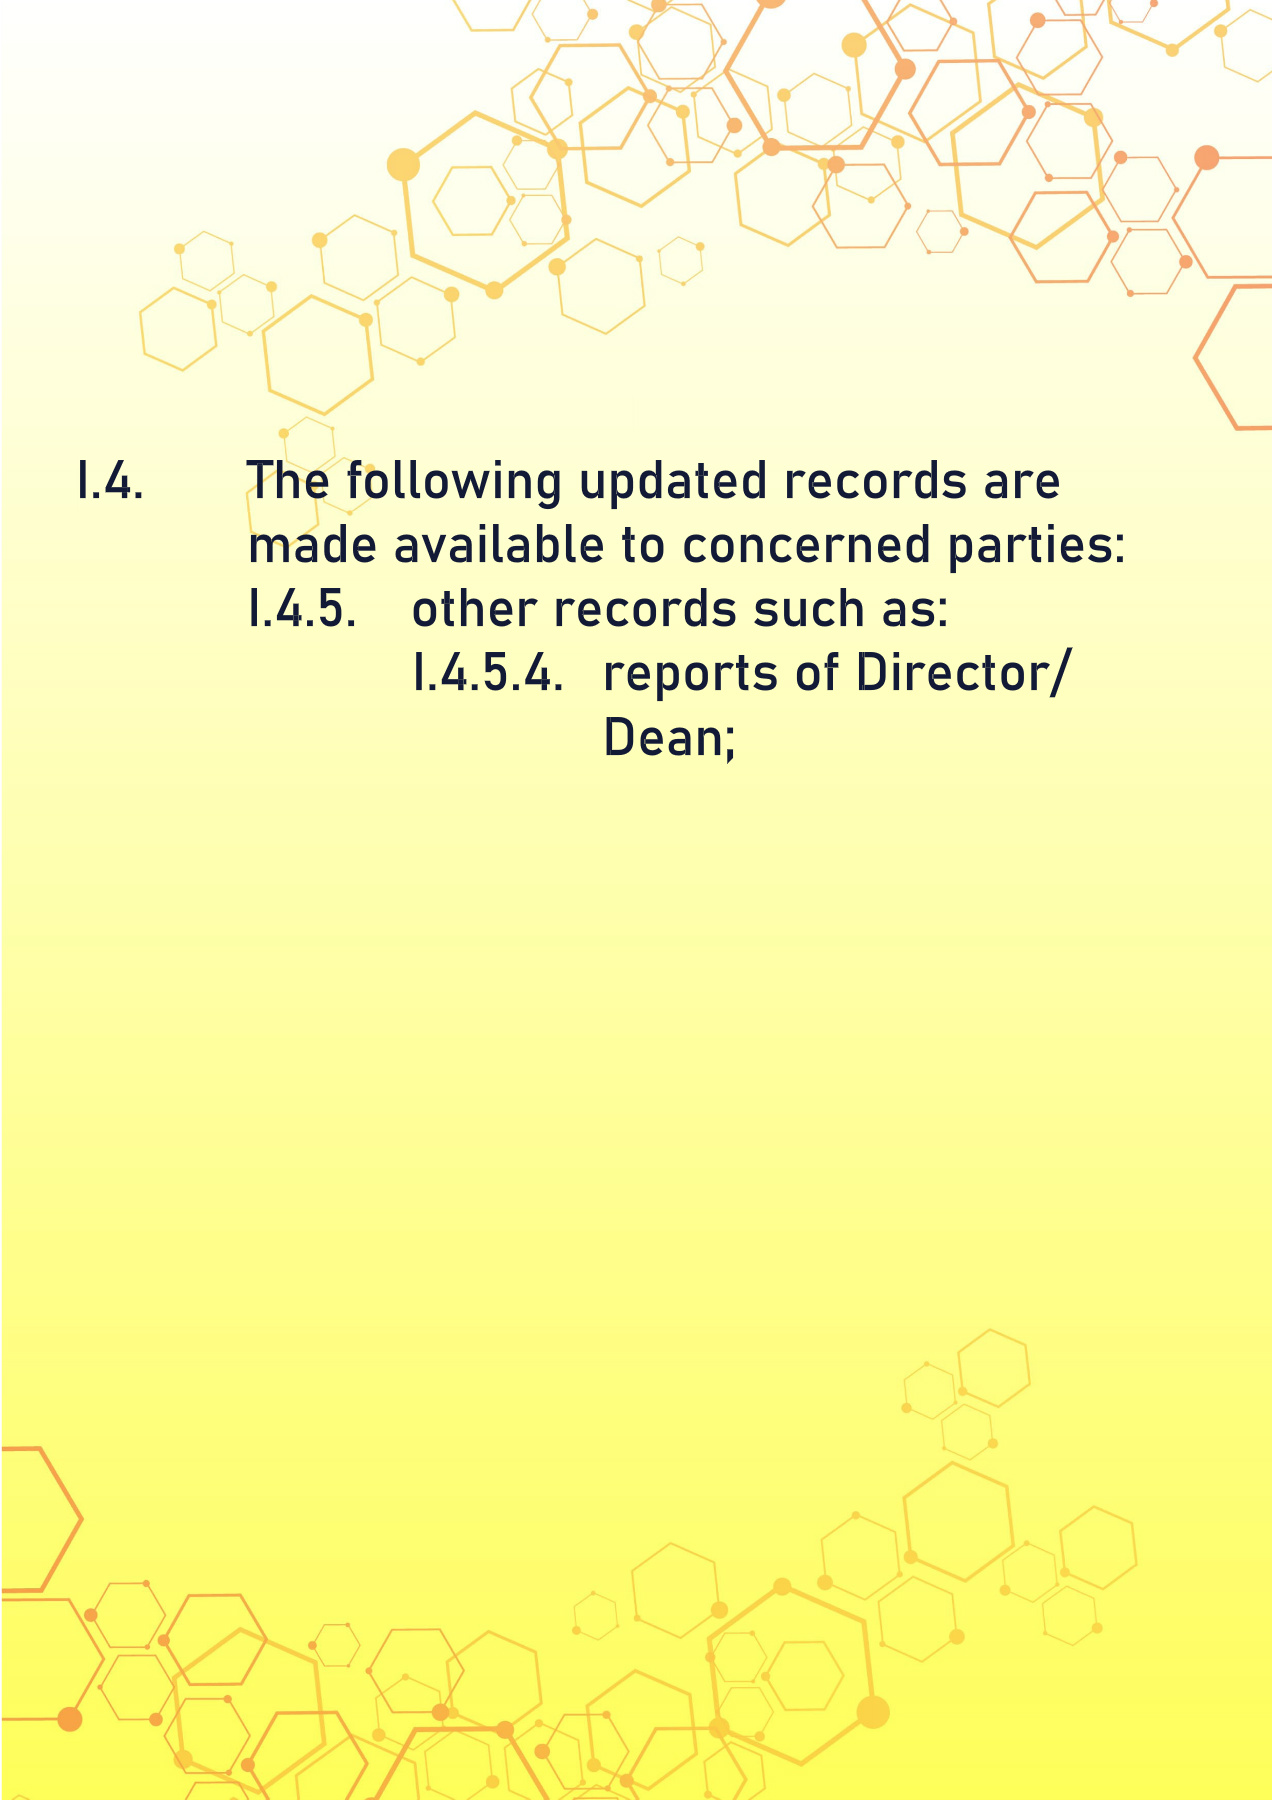 I.4. The following updated records are
made available to concerned parties:
I.4.5. other records such as:
I.4.5.4. reports of Director/
Dean;